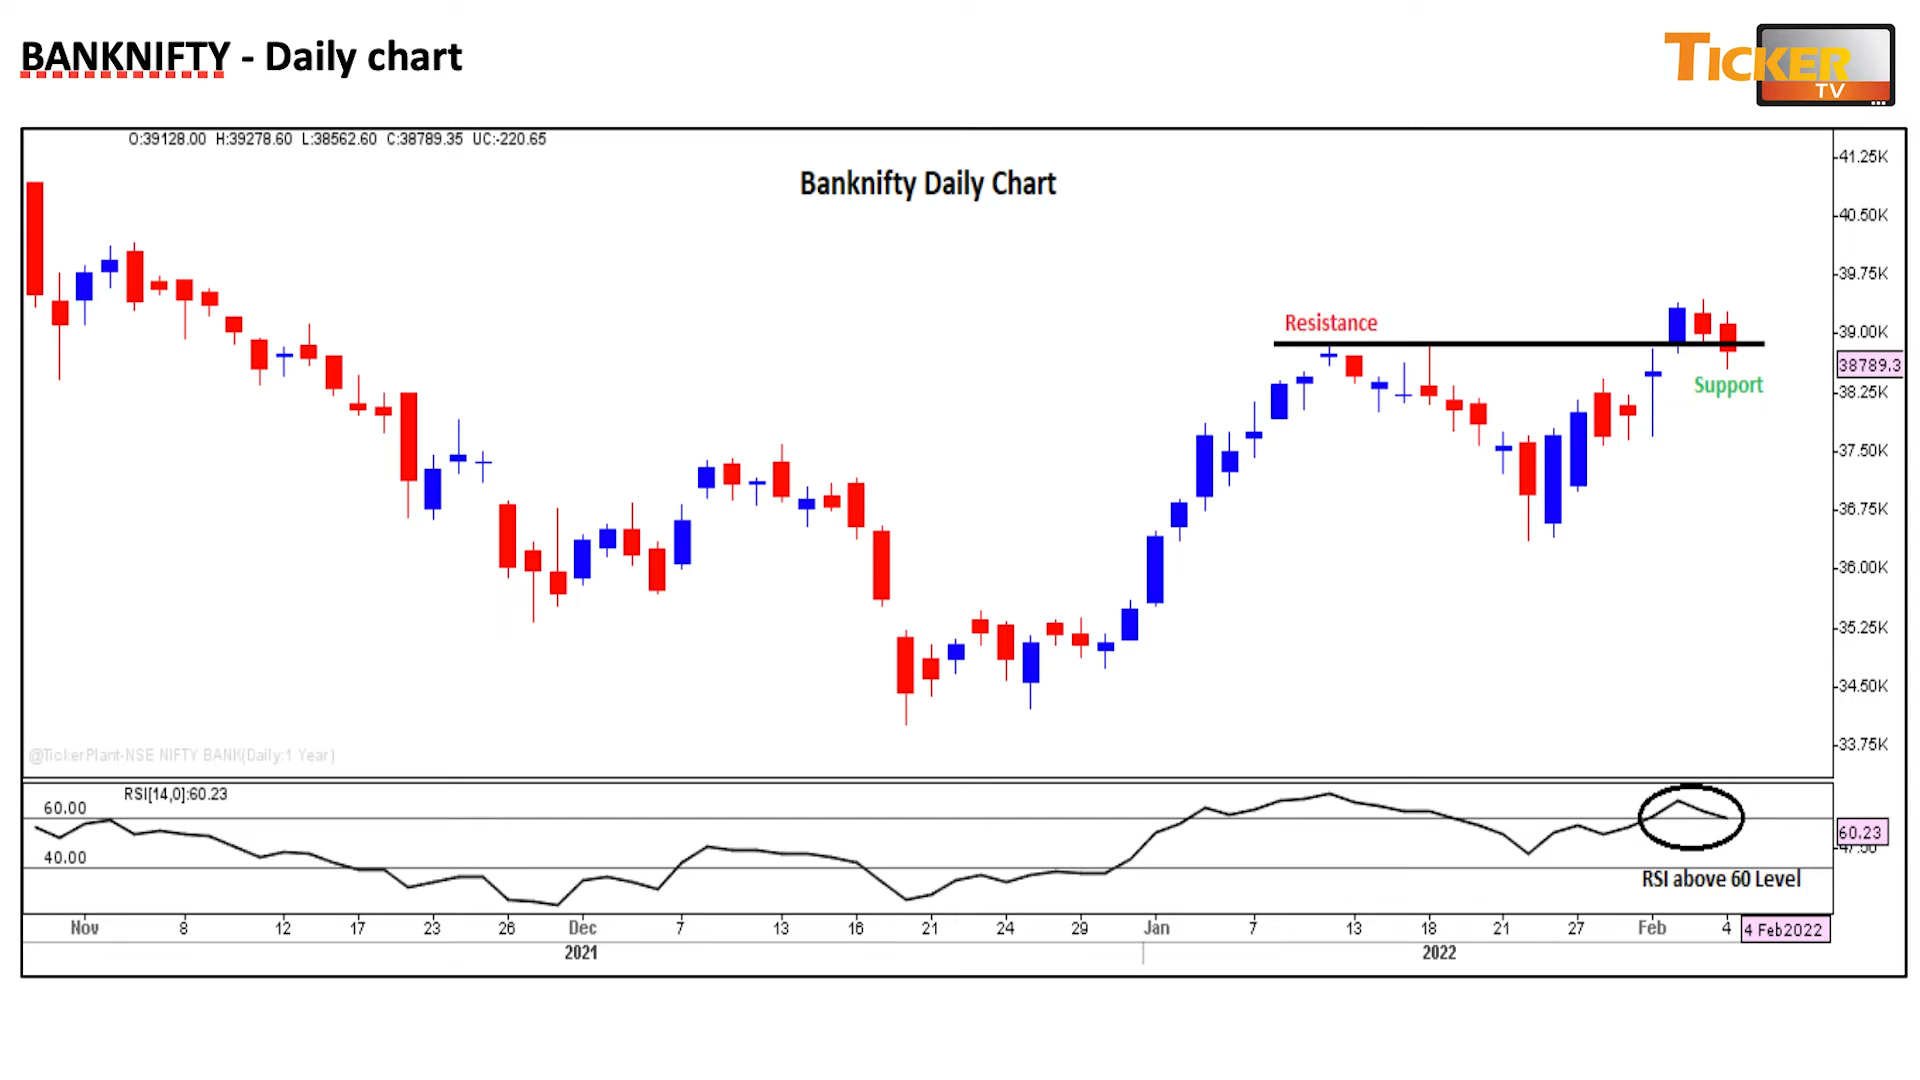 BANKNIFTY - Daily chart
TICKER
TV
O:39128.00 H:39278.60 L:38562.60 C:38789.35 UC:-220.65
Banknifty Daily Chart
41.25K
40.50K
39.75K
Resistance
39.00K
38789.3
Support
38.25K
37.50K
36.75K
36.00K
35.25K
34.50K
33.75K
@TickerPlant-NSE NIFTY BANK(Daily:1 Year)
RSI[14,0]:60.23
60.00
60.23
47.50
40.00
RSI above 60 Level
Nov 8 12 17 23 26 Dec 7 13 16 21 24 29 Jan 7 13 18 21 27 Feb 4 4 Feb2022
2021 2022